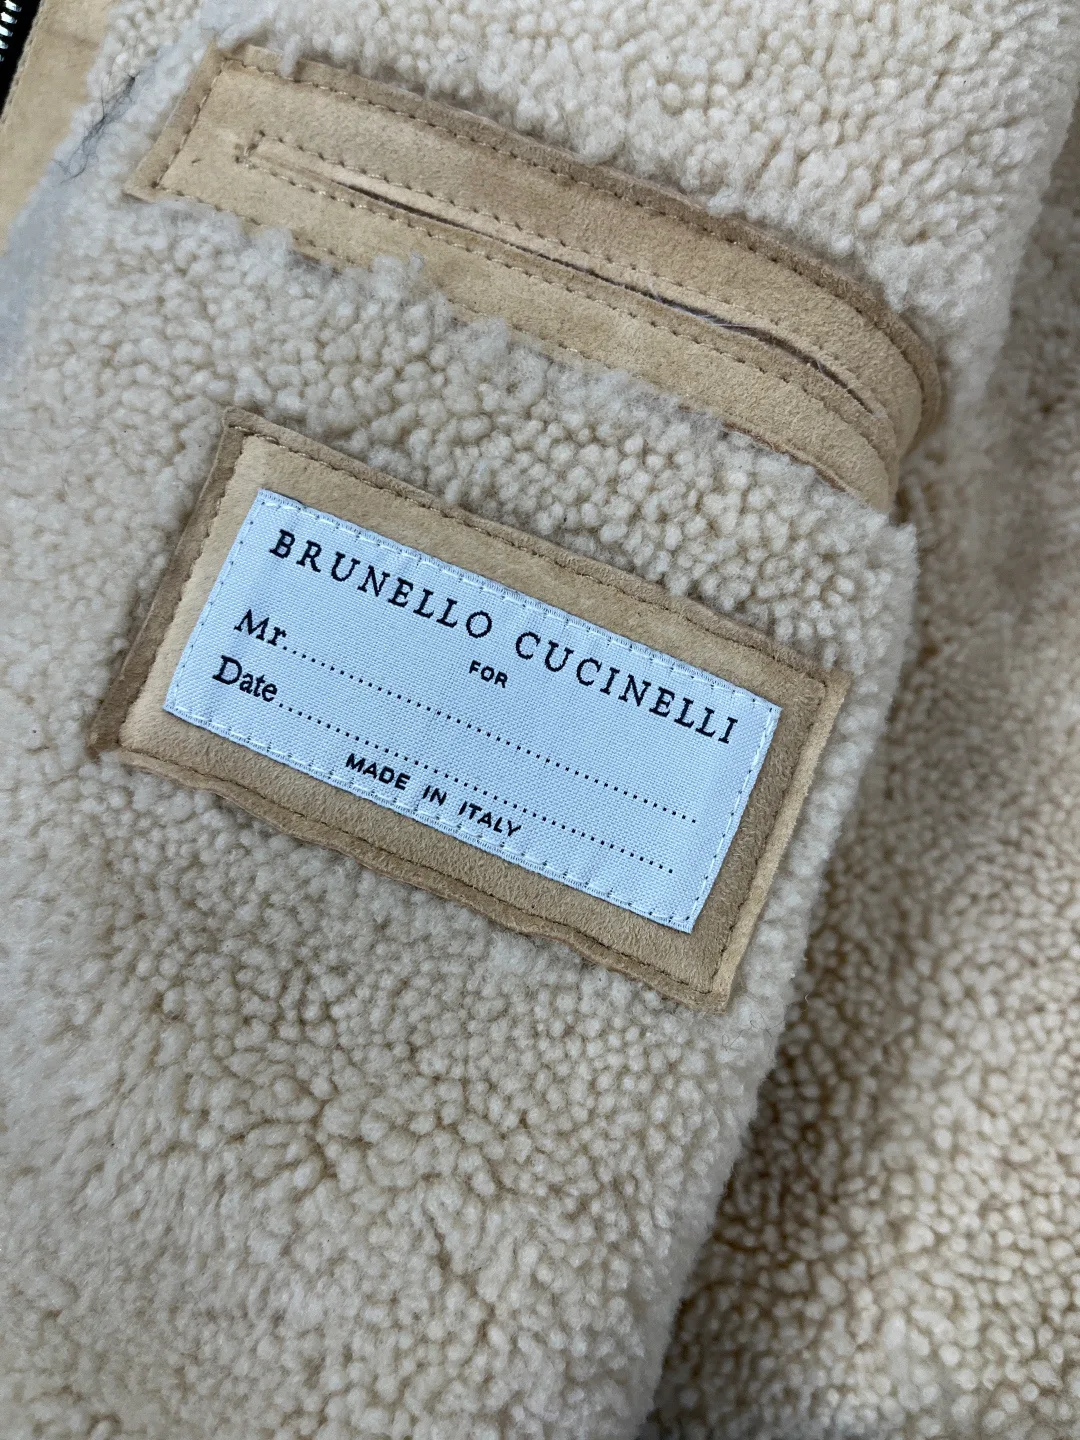 BRUNELLO CUCINELLI
FOR
Mr..............................................
Date..............................................
MADE IN ITALY